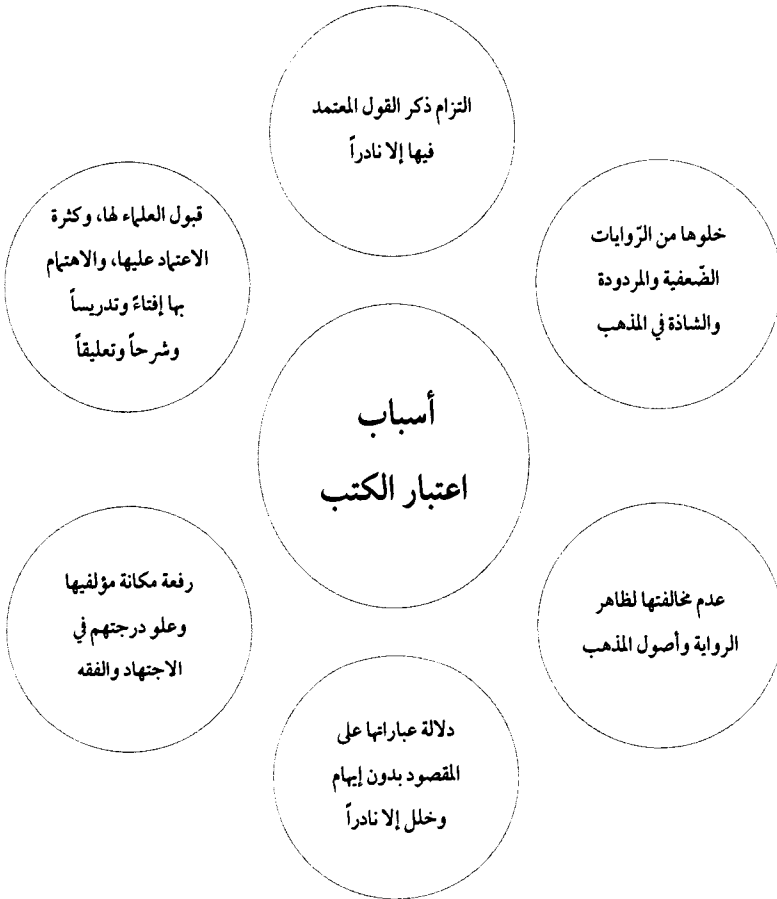 التزام ذكر القول المعتمد
فيها إلا نادراً
خلوها من الرّوايات
الضّعفية والمردودة
والشاذة في المذهب
قبول العلماء لها، وكثرة
الاعتماد عليها، والاهتمام
بها إفتاءً وتدريساً
وشرحاً وتعليقاً
أسباب
اعتبار الكتب
عدم مخالفتها لظاهر
الرواية وأصول المذهب
رفعة مكانة مؤلفيها
وعلو درجتهم في
الاجتهاد والفقه
دلالة عباراتها على
المقصود بدون إيهام
وخلل إلا نادراً